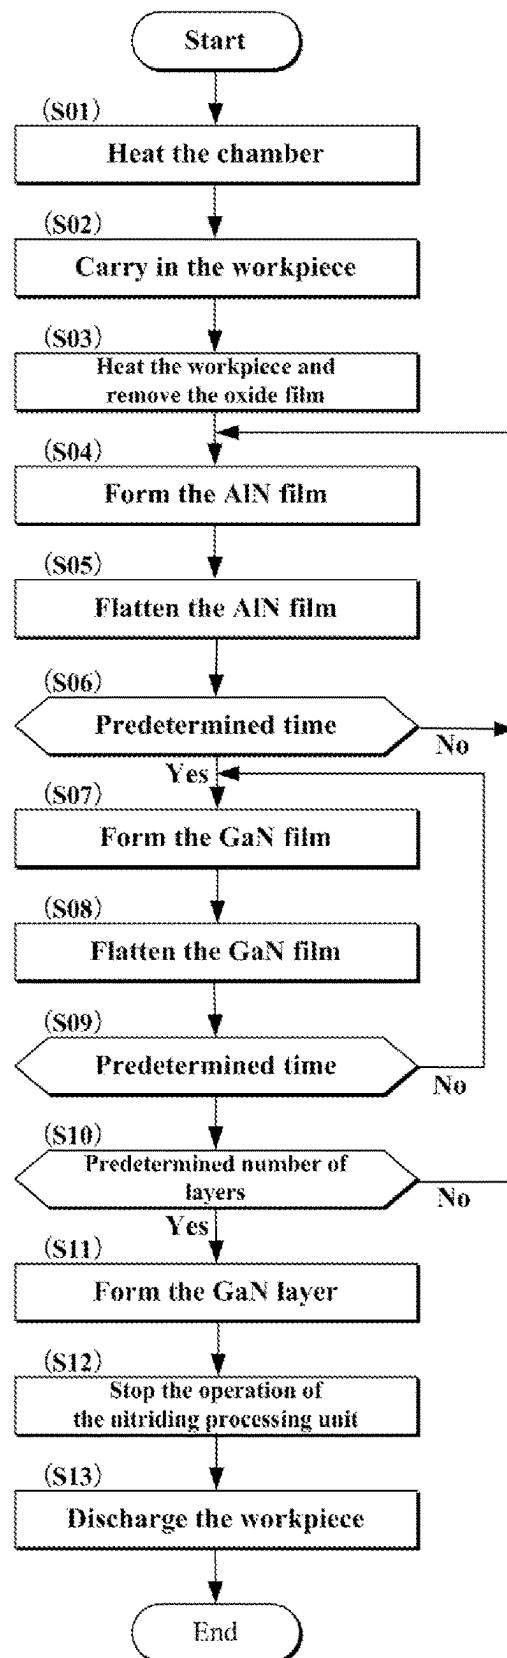 Start
(S01)
Heat the chamber
(S02)
Carry in the workpiece
(S03)
Heat the workpiece and
remove the oxide film
(S04)
Form the AlN film
(S05)
Flatten the AlN film
(S06)
Predetermined time
No
Yes
(S07)
Form the GaN film
(S08)
Flatten the GaN film
(S09)
Predetermined time
No
(S10)
Predetermined number of
layers
No
Yes
(S11)
Form the GaN layer
(S12)
Stop the operation of
the nitriding processing unit
(S13)
Discharge the workpiece
End